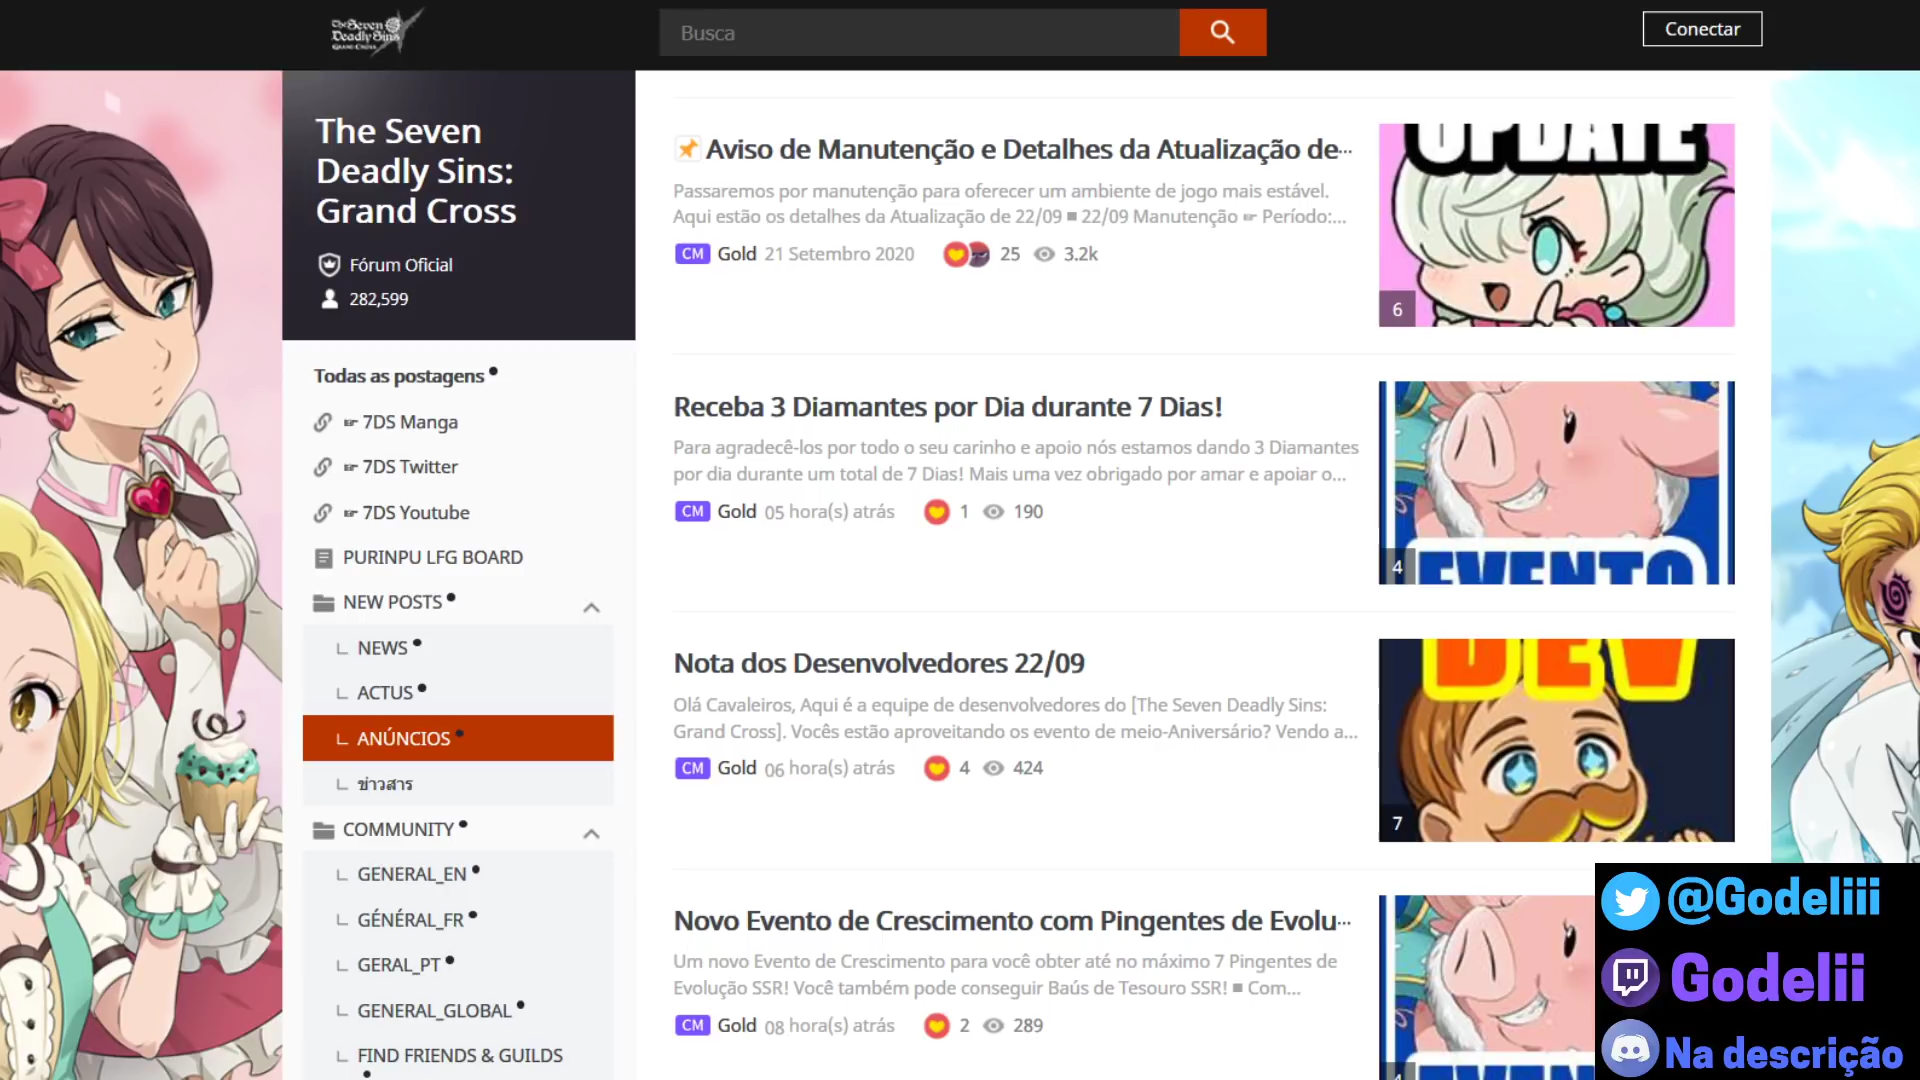 The Seven
Deadly Sins
GRAND CROSS
Busca
Conectar
The Seven
Deadly Sins:
Grand Cross
Fórum Oficial
282,599
Todas as postagens
☞ 7DS Manga
☞ 7DS Twitter
☞ 7DS Youtube
PURINPU LFG BOARD
NEW POSTS
NEWS
ACTUS
ANÚNCIOS
ข่าวสาร
COMMUNITY
GENERAL_EN
GÉNÉRAL_FR
GERAL_PT
GENERAL_GLOBAL
FIND FRIENDS & GUILDS
Aviso de Manutenção e Detalhes da Atualização de···
Passaremos por manutenção para oferecer um ambiente de jogo mais estável.
Aqui estão os detalhes da Atualização de 22/09 ■ 22/09 Manutenção ☞ Período:...
CM Gold 21 Setembro 2020 25 3.2k
UPDATE
6
Receba 3 Diamantes por Dia durante 7 Dias!
Para agradecê-los por todo o seu carinho e apoio nós estamos dando 3 Diamantes
por dia durante um total de 7 Dias! Mais uma vez obrigado por amar e apoiar o...
CM Gold 05 hora(s) atrás 1 190
4
EVENTO
Nota dos Desenvolvedores 22/09
Olá Cavaleiros, Aqui é a equipe de desenvolvedores do [The Seven Deadly Sins:
Grand Cross]. Vocês estão aproveitando os evento de meio-Aniversário? Vendo a...
CM Gold 06 hora(s) atrás 4 424
DEV
7
Novo Evento de Crescimento com Pingentes de Evolu···
Um novo Evento de Crescimento para você obter até no máximo 7 Pingentes de
Evolução SSR! Você também pode conseguir Baús de Tesouro SSR! ■ Com...
CM Gold 08 hora(s) atrás 2 289
@Godeliii
Godelii
Na descrição